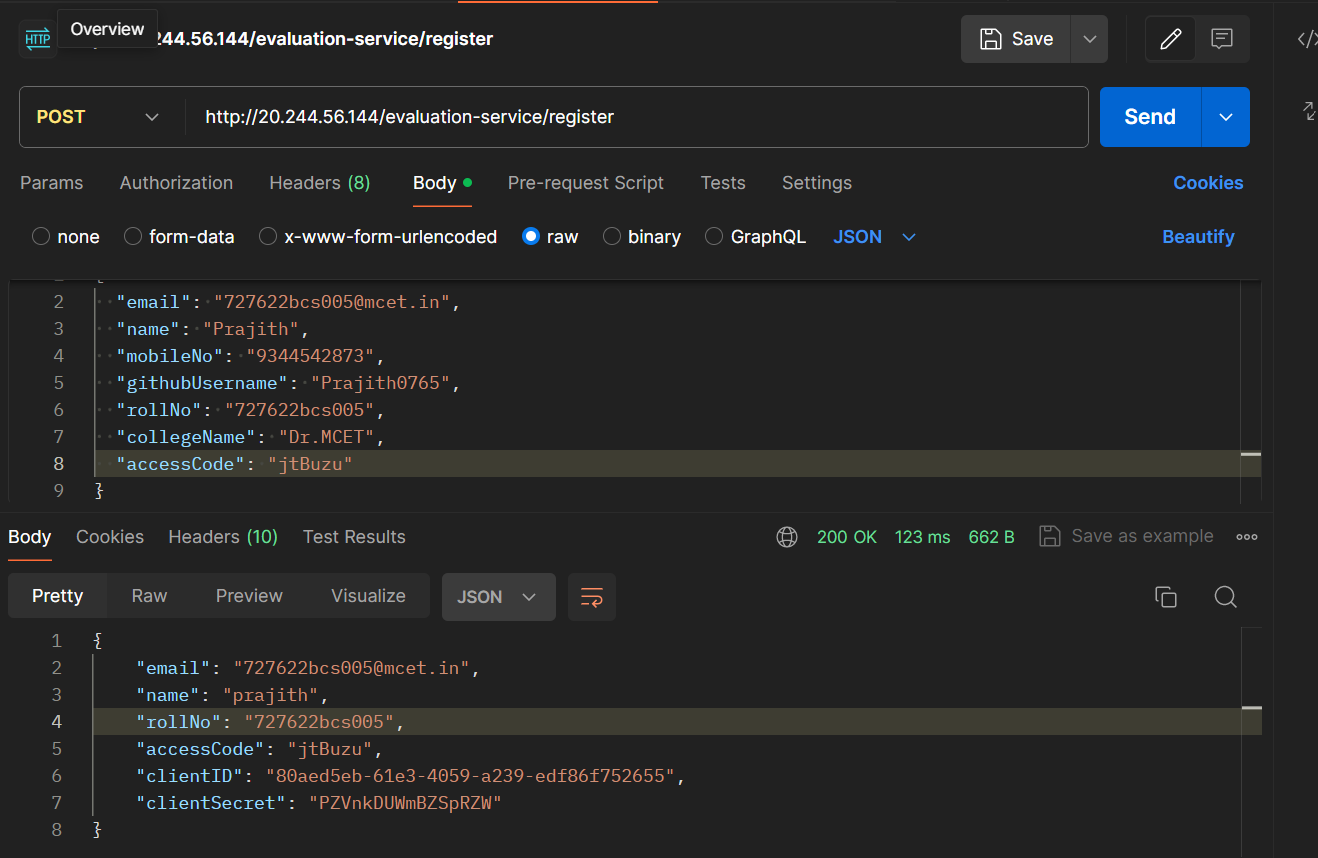 HTTP
Overview
244.56.144/evaluation-service/register
Save
POST
http://20.244.56.144/evaluation-service/register
Send
Params Authorization Headers (8) Body Pre-request Script Tests Settings Cookies
none form-data x-www-form-urlencoded raw binary GraphQL JSON Beautify
2 "email": "727622bcs005@mcet.in",
3 "name": "Prajith",
4 "mobileNo": "9344542873",
5 "githubUsername": "Prajith0765",
6 "rollNo": "727622bcs005",
7 "collegeName": "Dr.MCET",
8 "accessCode": "jtBuzu"
9 }
Body Cookies Headers (10) Test Results 200 OK 123 ms 662 B Save as example
Pretty Raw Preview Visualize JSON
1 {
2 "email": "727622bcs005@mcet.in",
3 "name": "prajith",
4 "rollNo": "727622bcs005",
5 "accessCode": "jtBuzu",
6 "clientID": "80aed5eb-61e3-4059-a239-edf86f752655",
7 "clientSecret": "PZVnkDUWmBZSpRZW"
8 }